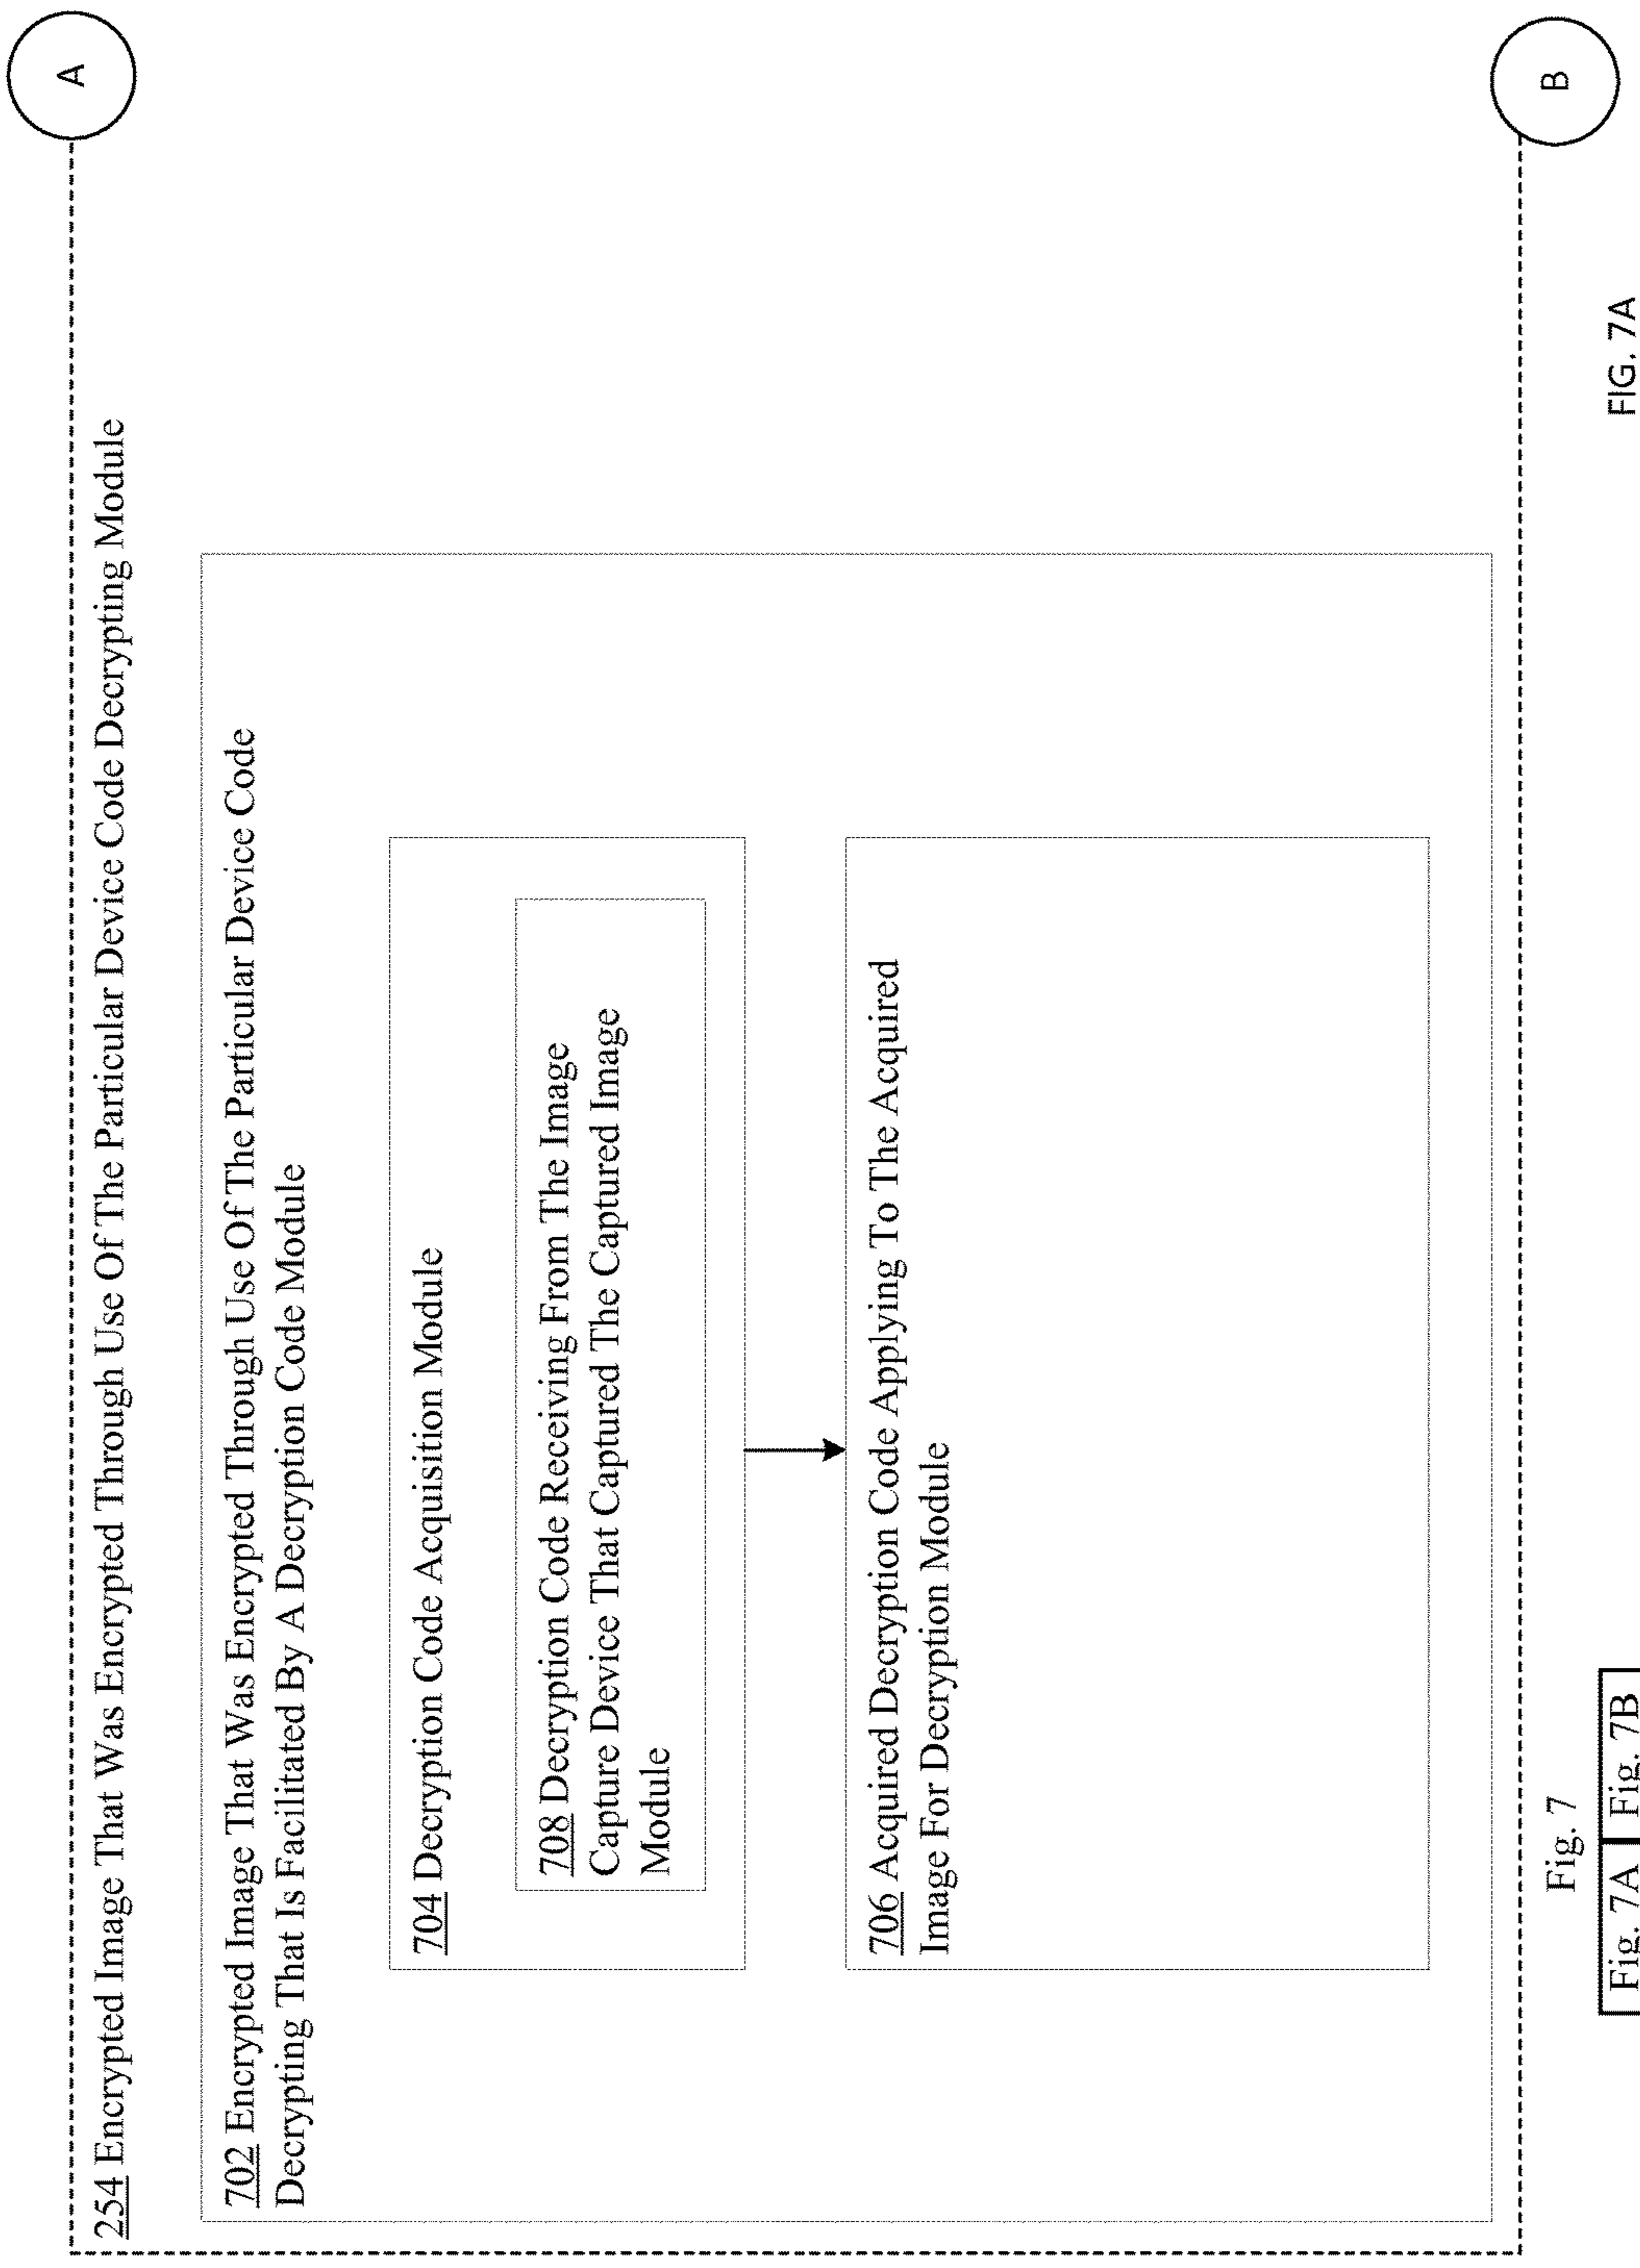 A
254 Encrypted Image That Was Encrypted Through Use Of The Particular Device Code Decrypting Module
702 Encrypted Image That Was Encrypted Through Use Of The Particular Device Code
Decrypting That Is Facilitated By A Decryption Code Module
704 Decryption Code Acquisition Module
708 Decryption Code Receiving From The Image
Capture Device That Captured The Captured Image
Module
706 Acquired Decryption Code Applying To The Acquired
Image For Decryption Module
B
Fig. 7
Fig. 7A Fig. 7B
FIG. 7A